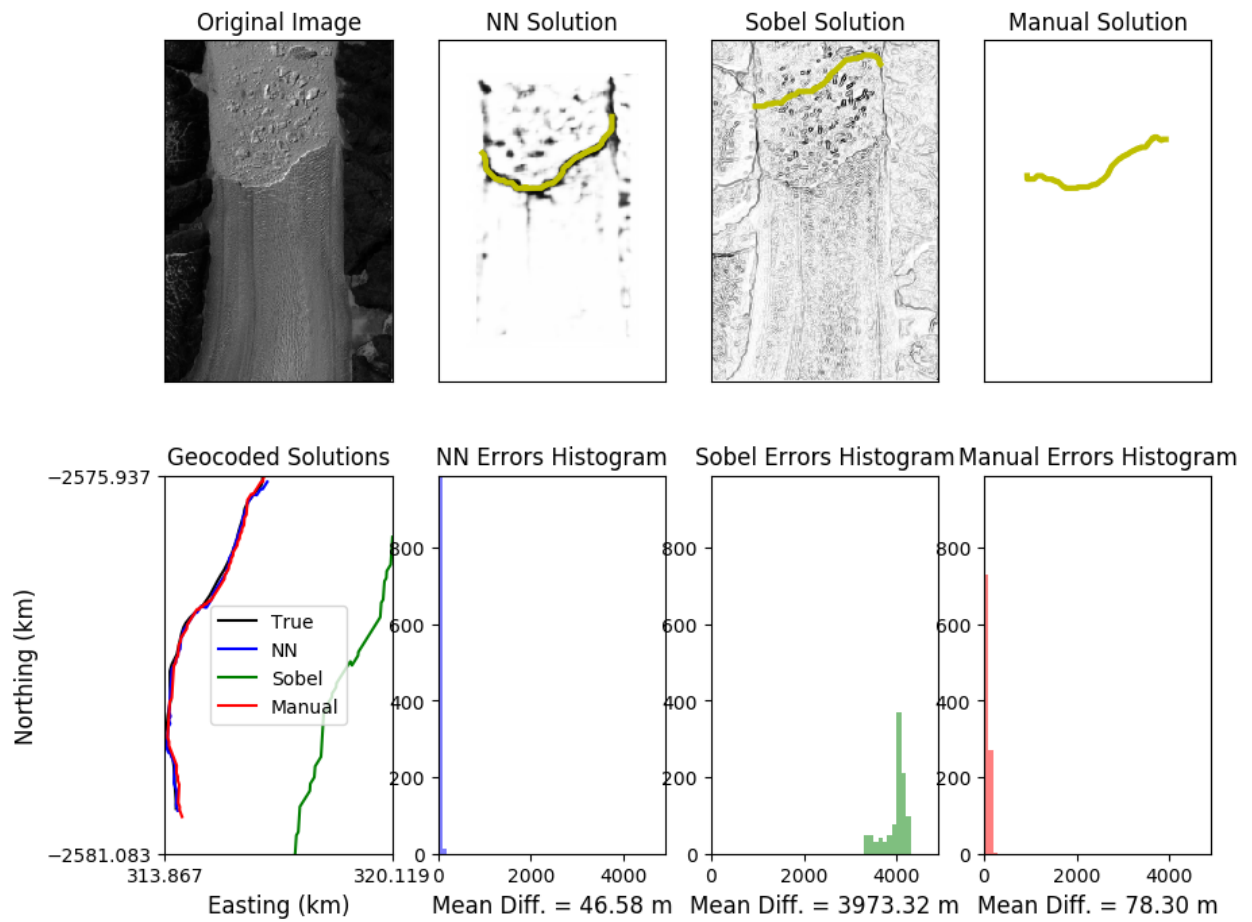 Original Image
NN Solution
Sobel Solution
Manual Solution
Geocoded Solutions
NN Errors Histogram
Sobel Errors Histogram
Manual Errors Histogram
−2575.937
−2581.083
Northing (km)
313.867
320.119
Easting (km)
True
NN
Sobel
Manual
800
600
400
200
0
0
2000
4000
Mean Diff. = 46.58 m
800
600
400
200
0
0
2000
4000
Mean Diff. = 3973.32 m
800
600
400
200
0
0
2000
4000
Mean Diff. = 78.30 m